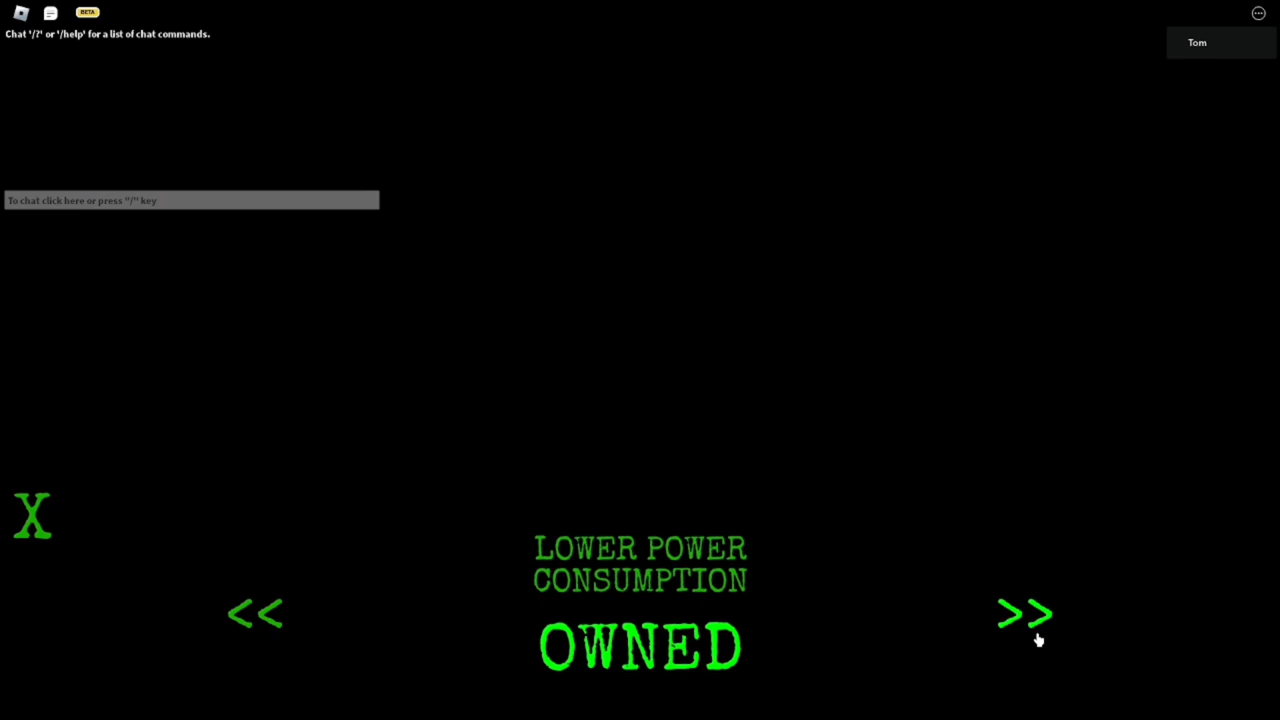 BETA
Chat '/?' or '/help' for a list of chat commands.
Tom
To chat click here or press "/" key
X
LOWER POWER
CONSUMPTION
<< >>
OWNED